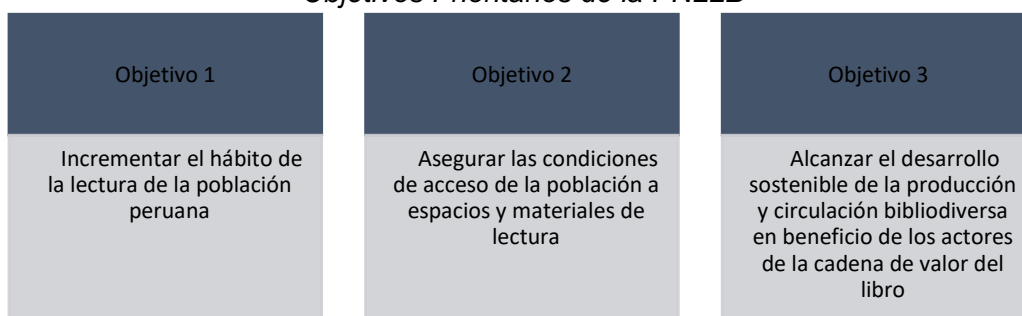 Objetivos Prioritarios de la PNLLB
Objetivo 1
Incrementar el hábito de
la lectura de la población
peruana
Objetivo 2
Asegurar las condiciones
de acceso de la población a
espacios y materiales de
lectura
Objetivo 3
Alcanzar el desarrollo
sostenible de la producción
y circulación bibliodiversa
en beneficio de los actores
de la cadena de valor del
libro